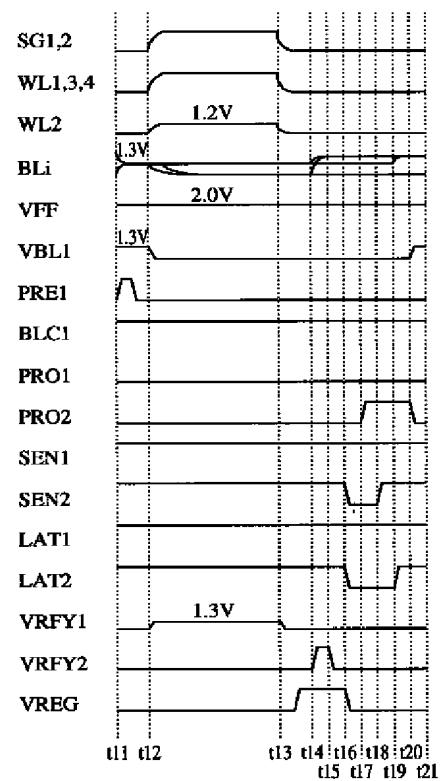 SG1,2
WL1,3,4
WL2
1.2V
1.3V
BLi
VFF
2.0V
1.3V
VBL1
PRE1
BLC1
PRO1
PRO2
SEN1
SEN2
LAT1
LAT2
VRFY1
1.3V
VRFY2
VREG
t11 t12 t13 t14 t16 t18 t20
t15 t17 t19 t21